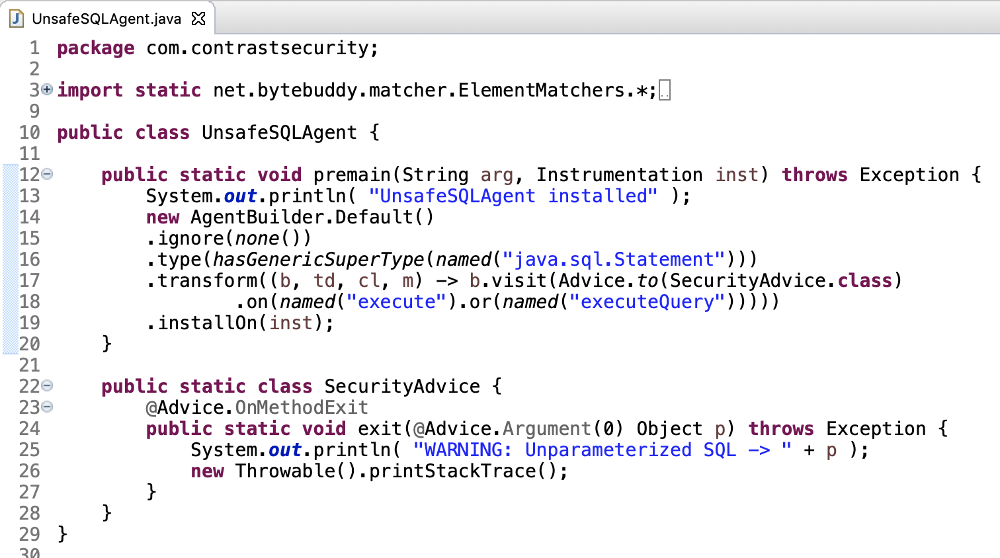 UnsafeSQLAgent.java
1 package com.contrastsecurity;
2
3 import static net.bytebuddy.matcher.ElementMatchers.*;
9
10 public class UnsafeSQLAgent {
11
12     public static void premain(String arg, Instrumentation inst) throws Exception {
13         System.out.println( "UnsafeSQLAgent installed" );
14         new AgentBuilder.Default()
15         .ignore(none())
16         .type(hasGenericSuperType(named("java.sql.Statement")))
17         .transform((b, td, cl, m) -> b.visit(Advice.to(SecurityAdvice.class)
18                 .on(named("execute").or(named("executeQuery")))))
19         .installOn(inst);
20     }
21
22     public static class SecurityAdvice {
23         @Advice.OnMethodExit
24         public static void exit(@Advice.Argument(0) Object p) throws Exception {
25             System.out.println( "WARNING: Unparameterized SQL -> " + p );
26             new Throwable().printStackTrace();
27         }
28     }
29 }
30